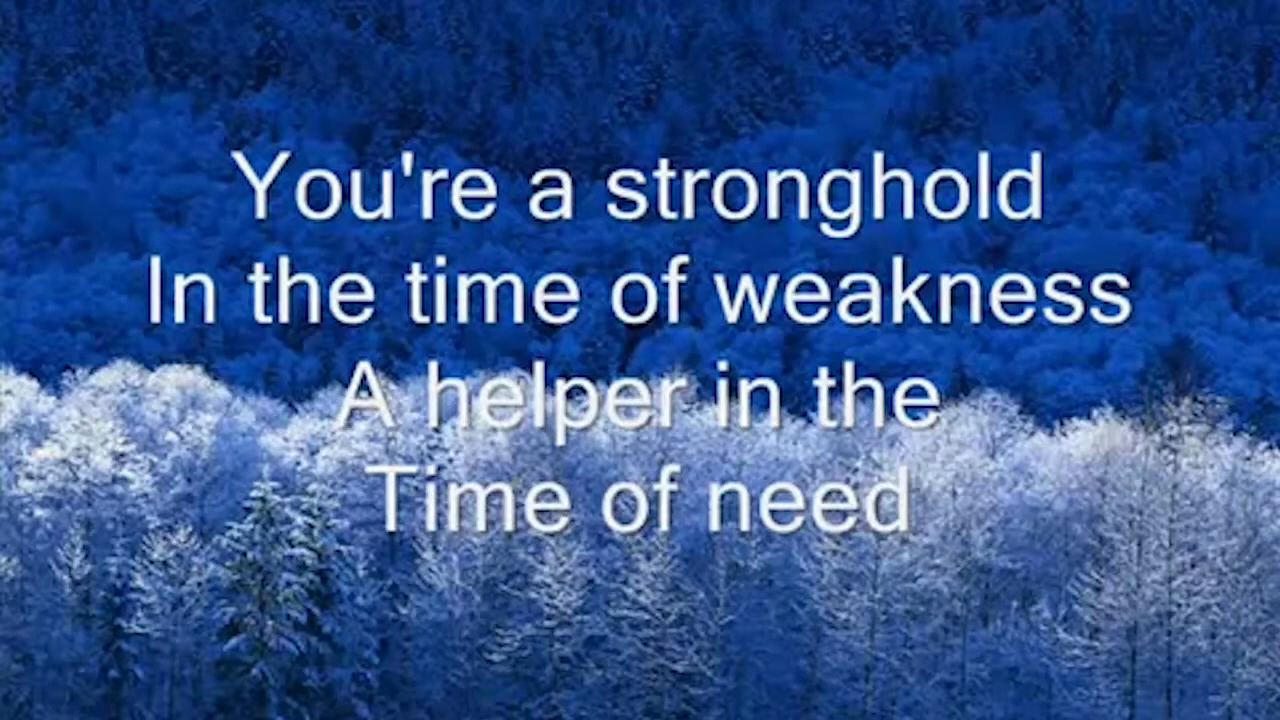 You're a stronghold
In the time of weakness
A helper in the
Time of need